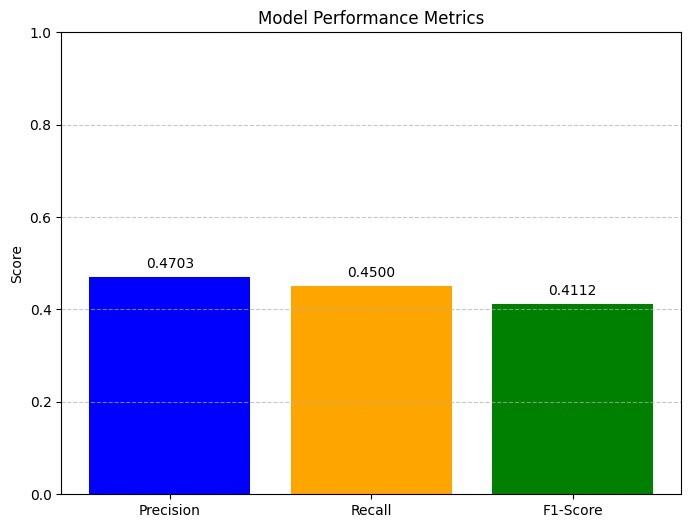 Model Performance Metrics
1.0
0.8
0.6
0.4
0.2
0.0
Score
0.4703
0.4500
0.4112
Precision
Recall
F1-Score